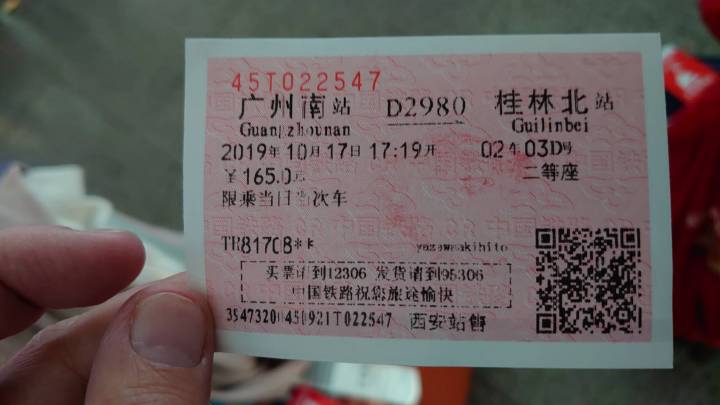 45T022547
广州南站 D2980 桂林北站
Guangzhounan Guilinbei
2019年10月17日17:19开 02车03D号
￥165.0元 二等座
限乘当日当次车
买票请到12306 发货请到95306
中国铁路祝您旅途愉快
西安站售